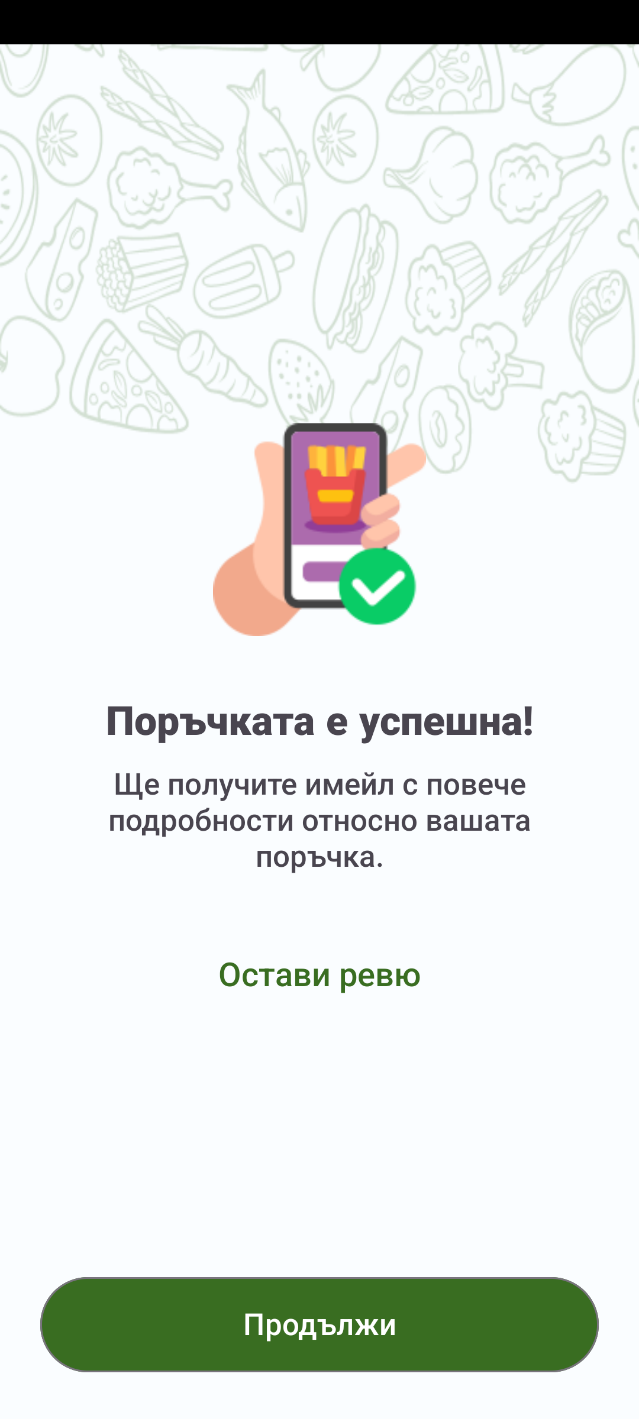 Поръчката е успешна!
Ще получите имейл с повече
подробности относно вашата
поръчка.
Остави ревю
Продължи